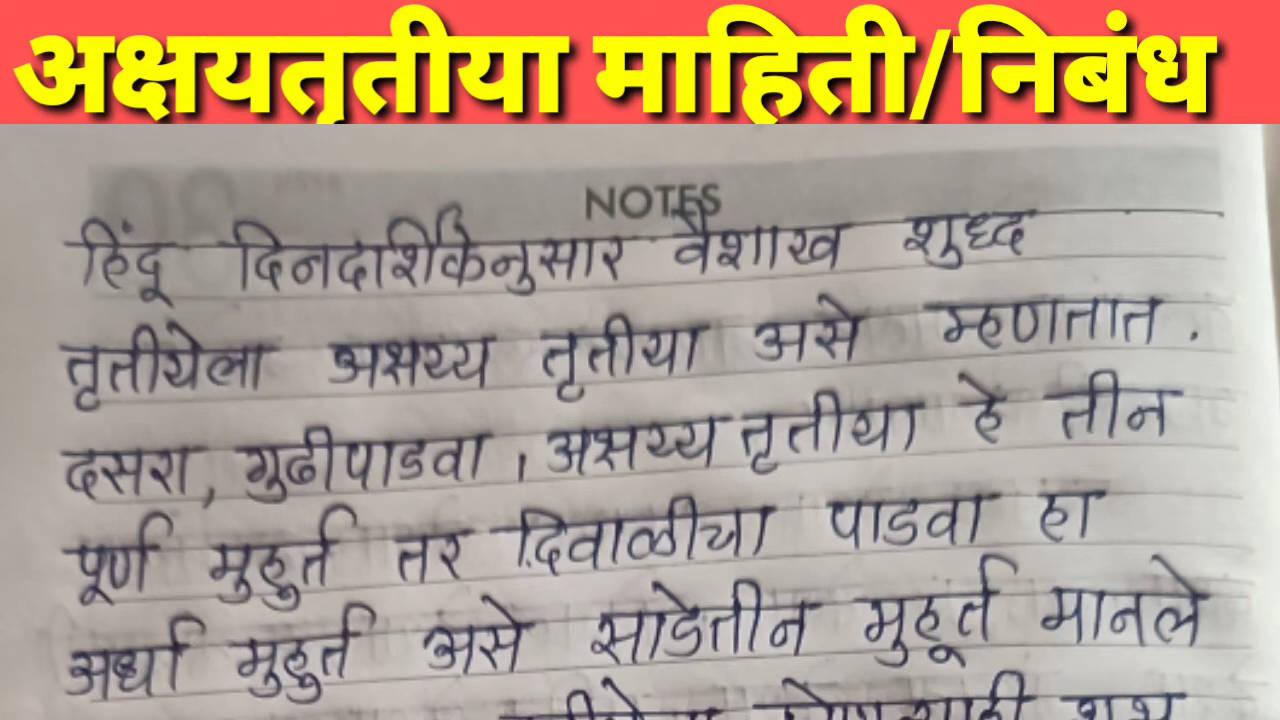 अक्षयतृतीया माहिती/निबंध
NOTES
हिंदू दिनदर्शिकेनुसार वैशाख शुध्द
तृतीयेला अक्षय्य तृतीया असे म्हणतात.
दसरा, गुढीपाडवा, अक्षय्य तृतीया हे तीन
पूर्ण मुहुर्त तर दिवाळीचा पाडवा हा
अर्धा मुहुर्त असे साडेतीन मुहूर्त मानले